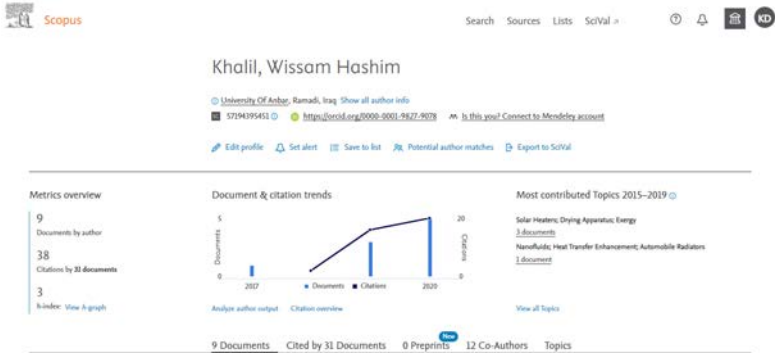 Scopus
Search Sources Lists SciVal KD
Khalil, Wissam Hashim
University Of Anbar, Ramadi, Iraq Show all author info
57194395451 https://orcid.org/0000-0001-9827-9078 Is this you? Connect to Mendeley account
Edit profile Set alert Save to list Potential author matches Export to SciVal
Metrics overview
9
Documents by author
38
Citations by 31 documents
3
h-index: View h-graph
Document & citation trends
5
0
Documents
20
0
Citations
2017 2020
Documents Citations
Analyze author output Citation overview
Most contributed Topics 2015–2019
Solar Heaters; Drying Apparatus; Exergy
3 documents
Nanofluids; Heat Transfer Enhancement; Automobile Radiators
1 document
View all Topics
New
9 Documents Cited by 31 Documents 0 Preprints 12 Co-Authors Topics